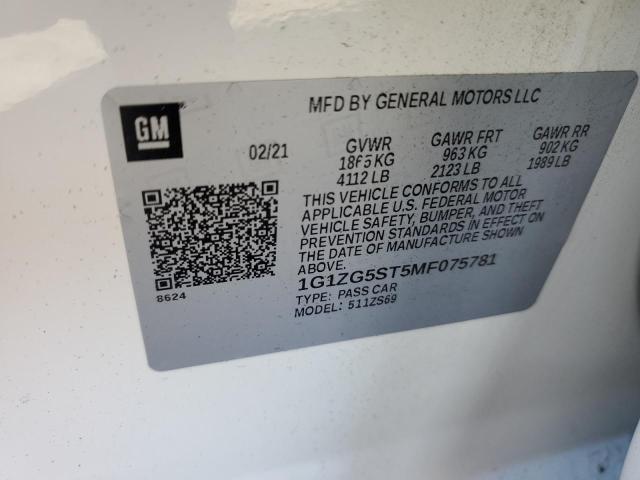 MFD BY GENERAL MOTORS LLC
GM
02/21
GVWR
1865 KG
4112 LB
GAWR FRT
963 KG
2123 LB
GAWR RR
902 KG
1989 LB
THIS VEHICLE CONFORMS TO ALL
APPLICABLE U.S. FEDERAL MOTOR
VEHICLE SAFETY, BUMPER, AND THEFT
PREVENTION STANDARDS IN EFFECT ON
THE DATE OF MANUFACTURE SHOWN
ABOVE.
1G1ZG5ST5MF075781
TYPE: PASS CAR
MODEL: 511ZS69
8624